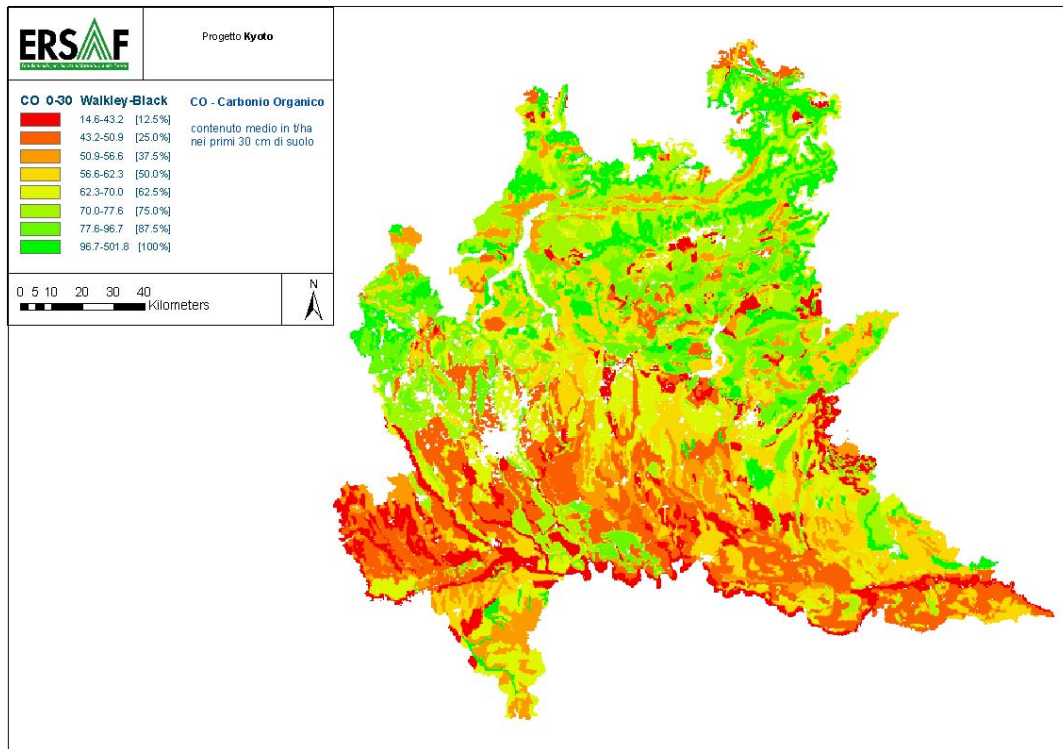 ERSAF
Progetto Kyoto
CO 0-30 Walkley-Black
14.6-43.2 [12.5%]
43.2-50.9 [25.0%]
50.9-56.6 [37.5%]
56.6-62.3 [50.0%]
62.3-70.0 [62.5%]
70.0-77.6 [75.0%]
77.6-96.7 [87.5%]
96.7-501.8 [100%]
CO - Carbonio Organico
contenuto medio in t/ha
nei primi 30 cm di suolo
0 5 10 20 30 40
Kilometers
N